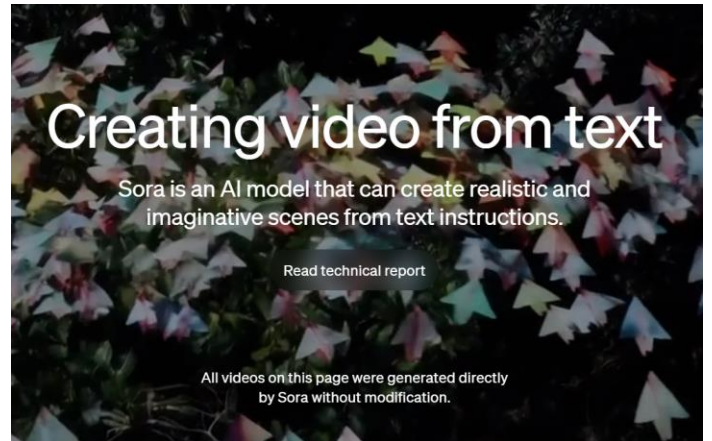 Creating video from text
Sora is an AI model that can create realistic and
imaginative scenes from text instructions.
Read technical report
All videos on this page were generated directly
by Sora without modification.